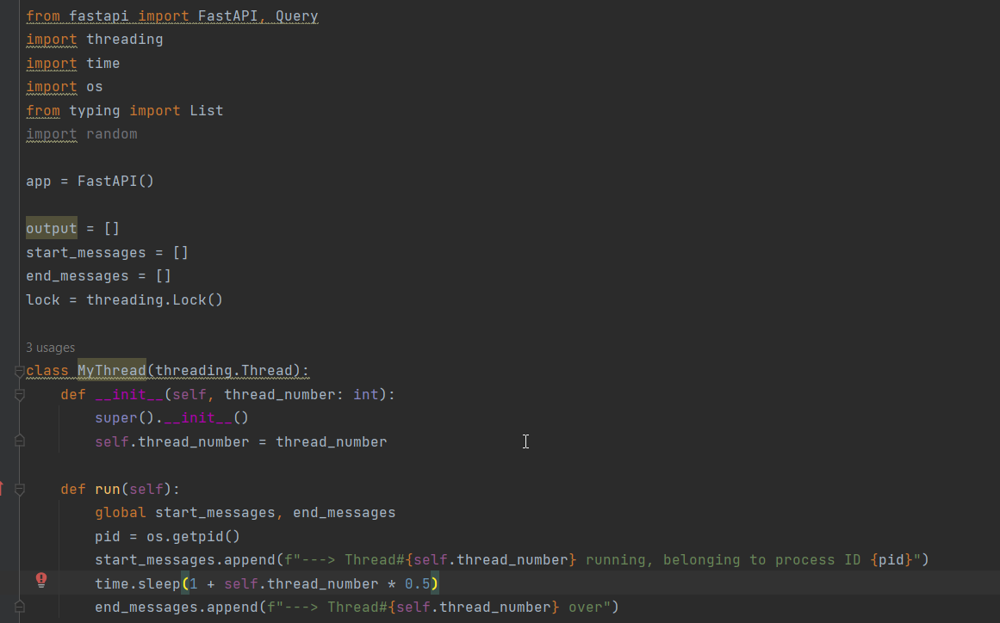 from fastapi import FastAPI, Query
import threading
import time
import os
from typing import List
import random
app = FastAPI()
output = []
start_messages = []
end_messages = []
lock = threading.Lock()
3 usages
class MyThread(threading.Thread):
    def __init__(self, thread_number: int):
        super().__init__()
        self.thread_number = thread_number
    def run(self):
        global start_messages, end_messages
        pid = os.getpid()
        start_messages.append(f"---> Thread#{self.thread_number} running, belonging to process ID {pid}")
        time.sleep(1 + self.thread_number * 0.5)
        end_messages.append(f"---> Thread#{self.thread_number} over")